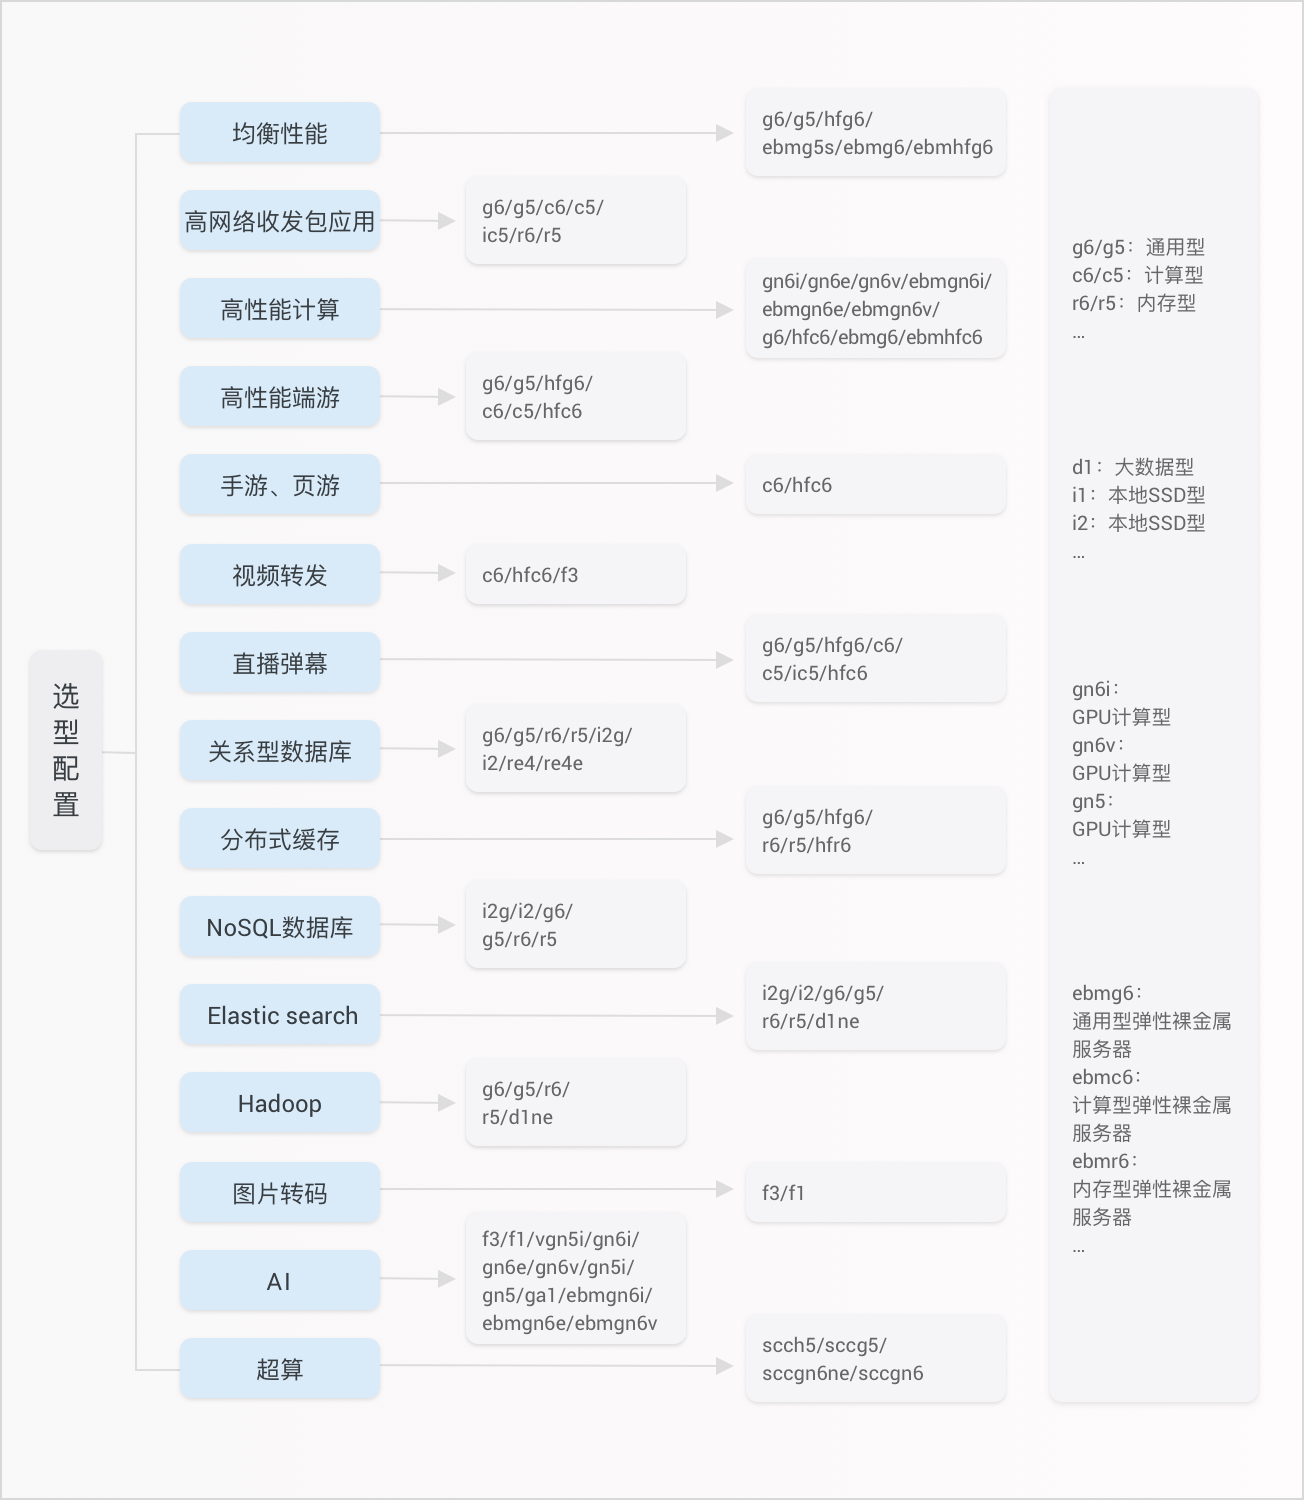 选
型
配
置
均衡性能
g6/g5/hfg6/
ebmg5s/ebmg6/ebmhfg6
高网络收发包应用
g6/g5/c6/c5/
ic5/r6/r5
高性能计算
gn6i/gn6e/gn6v/ebmgn6i/
ebmgn6e/ebmgn6v/
g6/hfc6/ebmg6/ebmhfc6
高性能端游
g6/g5/hfg6/
c6/c5/hfc6
手游、页游
c6/hfc6
视频转发
c6/hfc6/f3
直播弹幕
g6/g5/hfg6/c6/
c5/ic5/hfc6
关系型数据库
g6/g5/r6/r5/i2g/
i2/re4/re4e
分布式缓存
g6/g5/hfg6/
r6/r5/hfr6
NoSQL数据库
i2g/i2/g6/
g5/r6/r5
Elastic search
i2g/i2/g6/g5/
r6/r5/d1ne
Hadoop
g6/g5/r6/
r5/d1ne
图片转码
f3/f1
AI
f3/f1/vgn5i/gn6i/
gn6e/gn6v/gn5i/
gn5/ga1/ebmgn6i/
ebmgn6e/ebmgn6v
超算
scch5/sccg5/
sccgn6ne/sccgn6
g6/g5：通用型
c6/c5：计算型
r6/r5：内存型
...
d1：大数据型
i1：本地SSD型
i2：本地SSD型
...
gn6i：
GPU计算型
gn6v：
GPU计算型
gn5：
GPU计算型
...
ebmg6：
通用型弹性裸金属
服务器
ebmc6：
计算型弹性裸金属
服务器
ebmr6：
内存型弹性裸金属
服务器
...